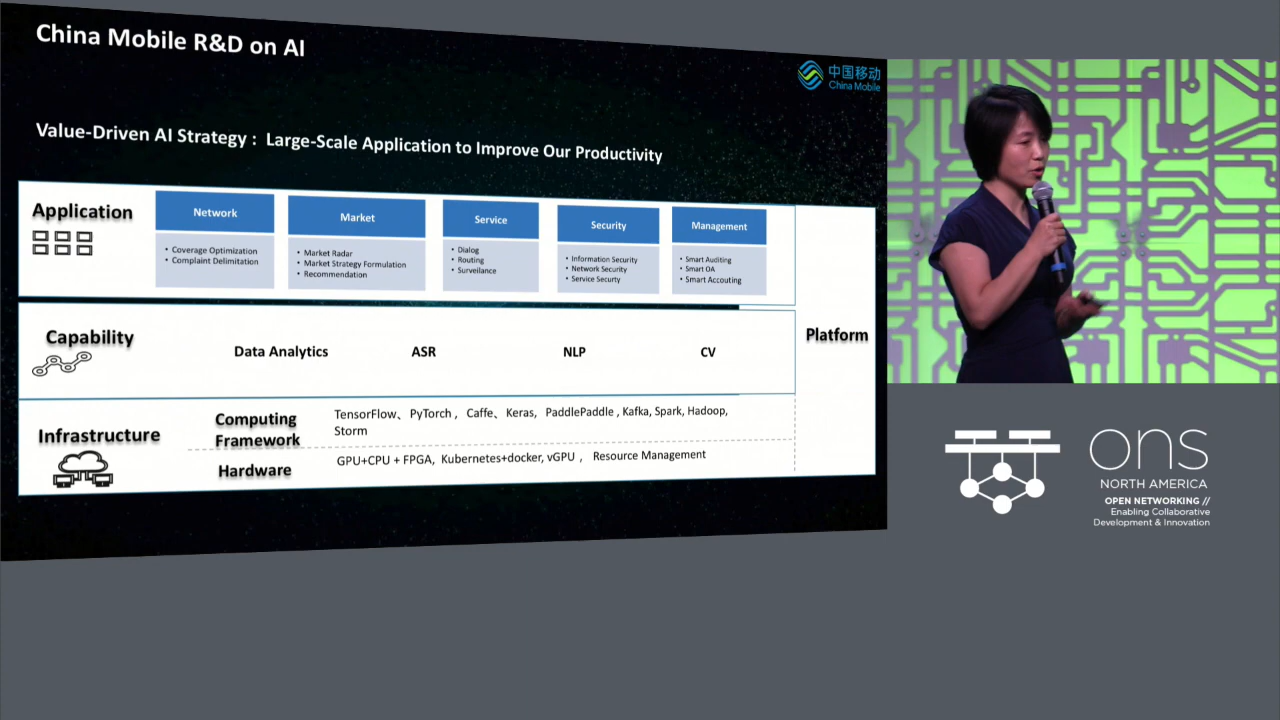 China Mobile R&D on AI
中国移动
China Mobile
Value-Driven AI Strategy : Large-Scale Application to Improve Our Productivity
Application
Network
• Coverage Optimization
• Complaint Delimitation
Market
• Market Radar
• Market Strategy Formulation
• Recommendation
Service
• Dialog
• Routing
• Surveilance
Security
• Information Security
• Network Security
• Service Securty
Management
• Smart Auditing
• Smart OA
• Smart Accouting
Platform
Capability
Data Analytics
ASR
NLP
CV
Infrastructure
Computing
Framework
TensorFlow、 PyTorch , Caffe、 Keras, PaddlePaddle , Kafka, Spark, Hadoop,
Storm
Hardware
GPU+CPU + FPGA, Kubernetes+docker, vGPU , Resource Management
ons
NORTH AMERICA
OPEN NETWORKING //
Enabling Collaborative
Development & Innovation